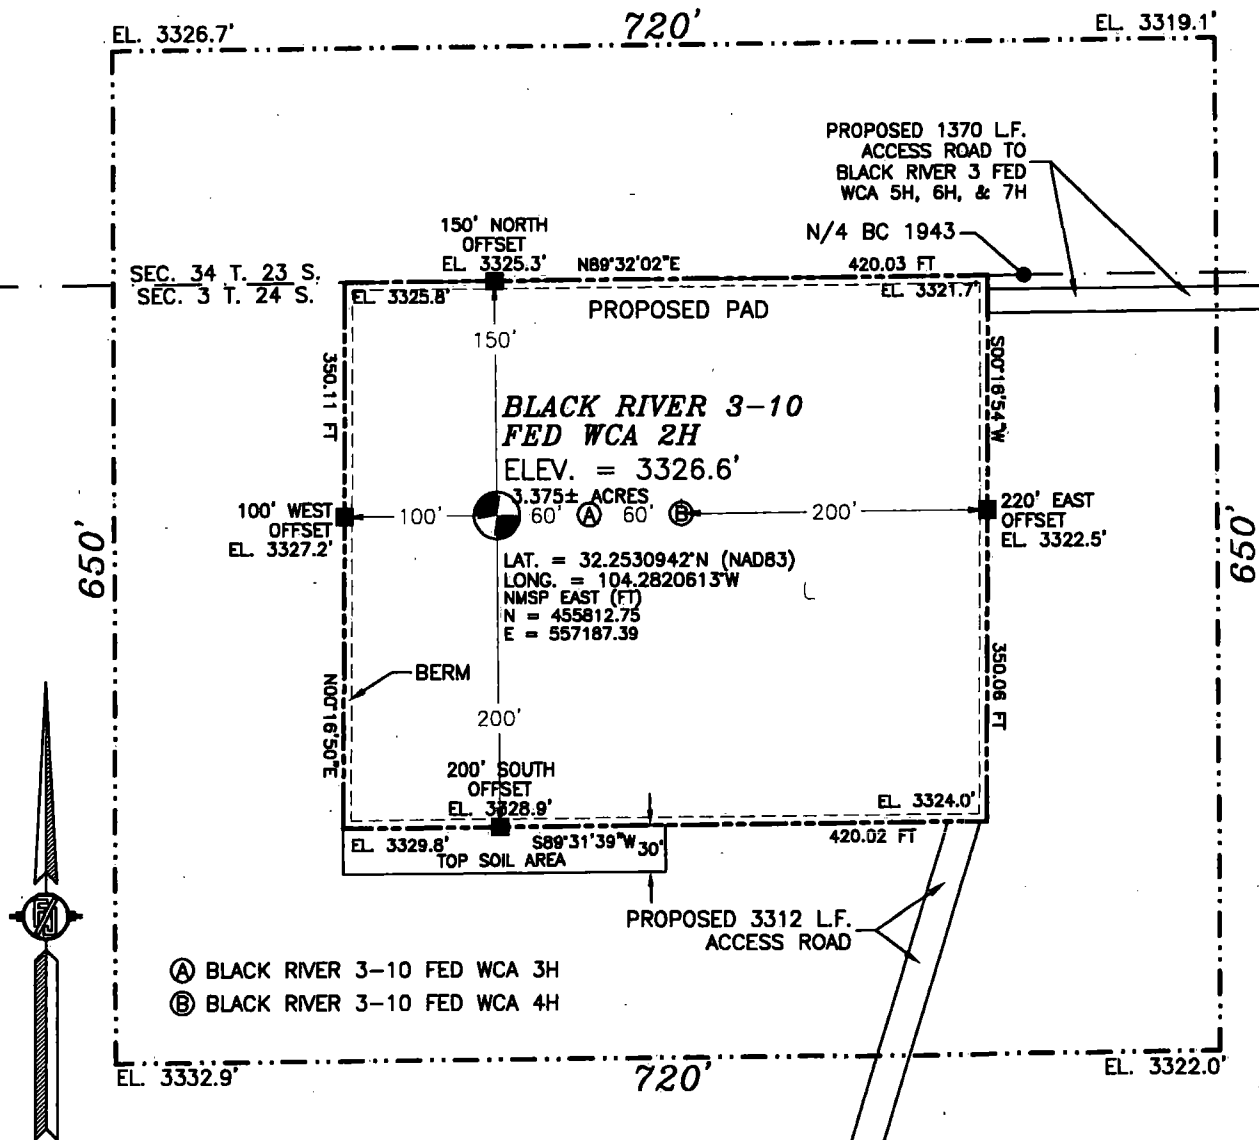 EL. 3326.7'
720'
EL. 3319.1'
PROPOSED 1370 L.F.
ACCESS ROAD TO
BLACK RIVER 3 FED
WCA 5H, 6H, & 7H
N/4 BC 1943
150' NORTH
OFFSET
EL. 3325.3'
N89°32'02"E
420.03 FT
SEC. 34 T. 23 S.
SEC. 3 T. 24 S.
EL. 3325.8'
EL. 3321.7'
PROPOSED PAD
150'
350.11 FT
S00°16'54"W
BLACK RIVER 3-10
FED WCA 2H
ELEV. = 3326.6'
3.375± ACRES
100' WEST
OFFSET
EL. 3327.2'
100'
60'
A
60'
B
200'
220' EAST
OFFSET
EL. 3322.5'
650'
650'
LAT. = 32.2530942°N (NAD83)
LONG. = 104.2820613°W
NMSP EAST (FT)
N = 455812.75
E = 557187.39
BERM
N00°16'50"E
350.06 FT
200'
200' SOUTH
OFFSET
EL. 3328.9'
EL. 3324.0'
EL. 3329.8'
S89°31'39"W
30'
420.02 FT
TOP SOIL AREA
PROPOSED 3312 L.F.
ACCESS ROAD
A BLACK RIVER 3-10 FED WCA 3H
B BLACK RIVER 3-10 FED WCA 4H
EL. 3332.9'
720'
EL. 3322.0'